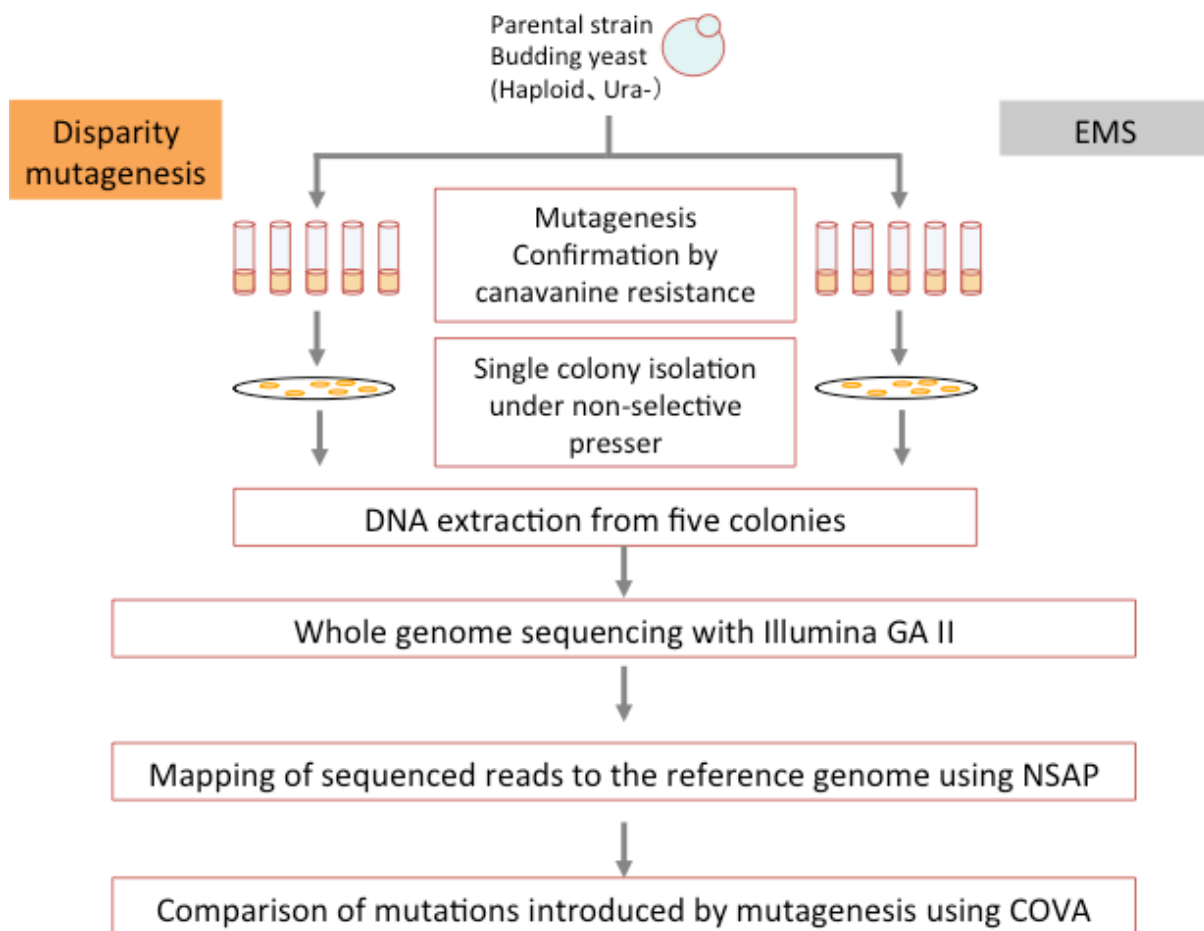 Parental strain
Budding yeast
(Haploid、Ura-）
Disparity
mutagenesis
EMS
Mutagenesis
Confirmation by
canavanine resistance
Single colony isolation
under non-selective
presser
DNA extraction from five colonies
Whole genome sequencing with Illumina GA II
Mapping of sequenced reads to the reference genome using NSAP
Comparison of mutations introduced by mutagenesis using COVA